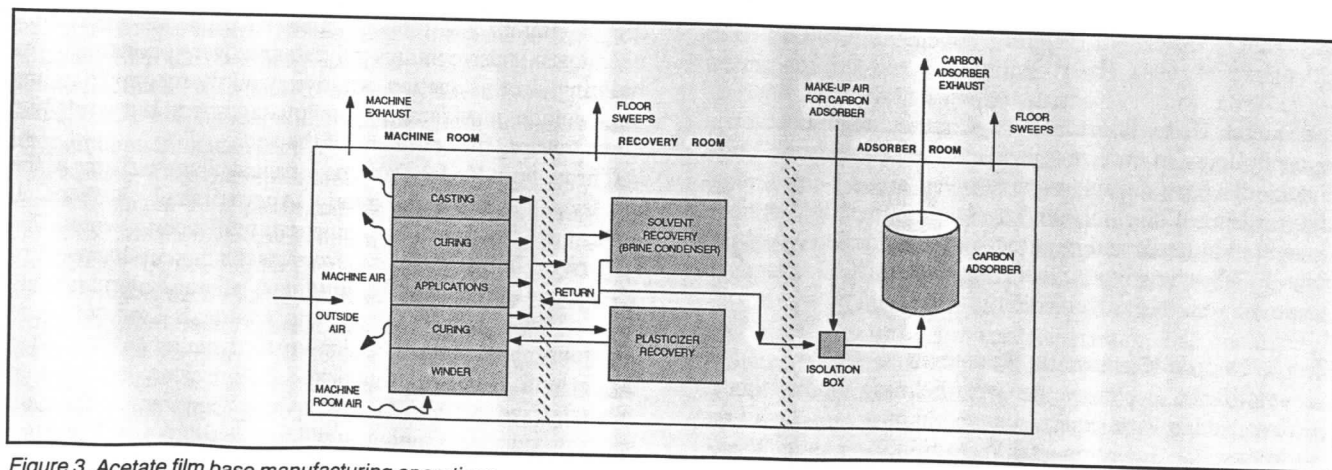 MACHINE
EXHAUST
MACHINE ROOM
FLOOR
SWEEPS
RECOVERY ROOM
MAKE-UP AIR
FOR CARBON
ADSORBER
CARBON
ADSORBER
EXHAUST
FLOOR
SWEEPS
ADSORBER ROOM
CASTING
CURING
MACHINE AIR
APPLICATIONS
OUTSIDE
AIR
CURING
WINDER
MACHINE
ROOM AIR
SOLVENT
RECOVERY
(BRINE CONDENSER)
RETURN
PLASTICIZER
RECOVERY
ISOLATION
BOX
CARBON
ADSORBER
Figure 3. Acetate film base manufacturing operation